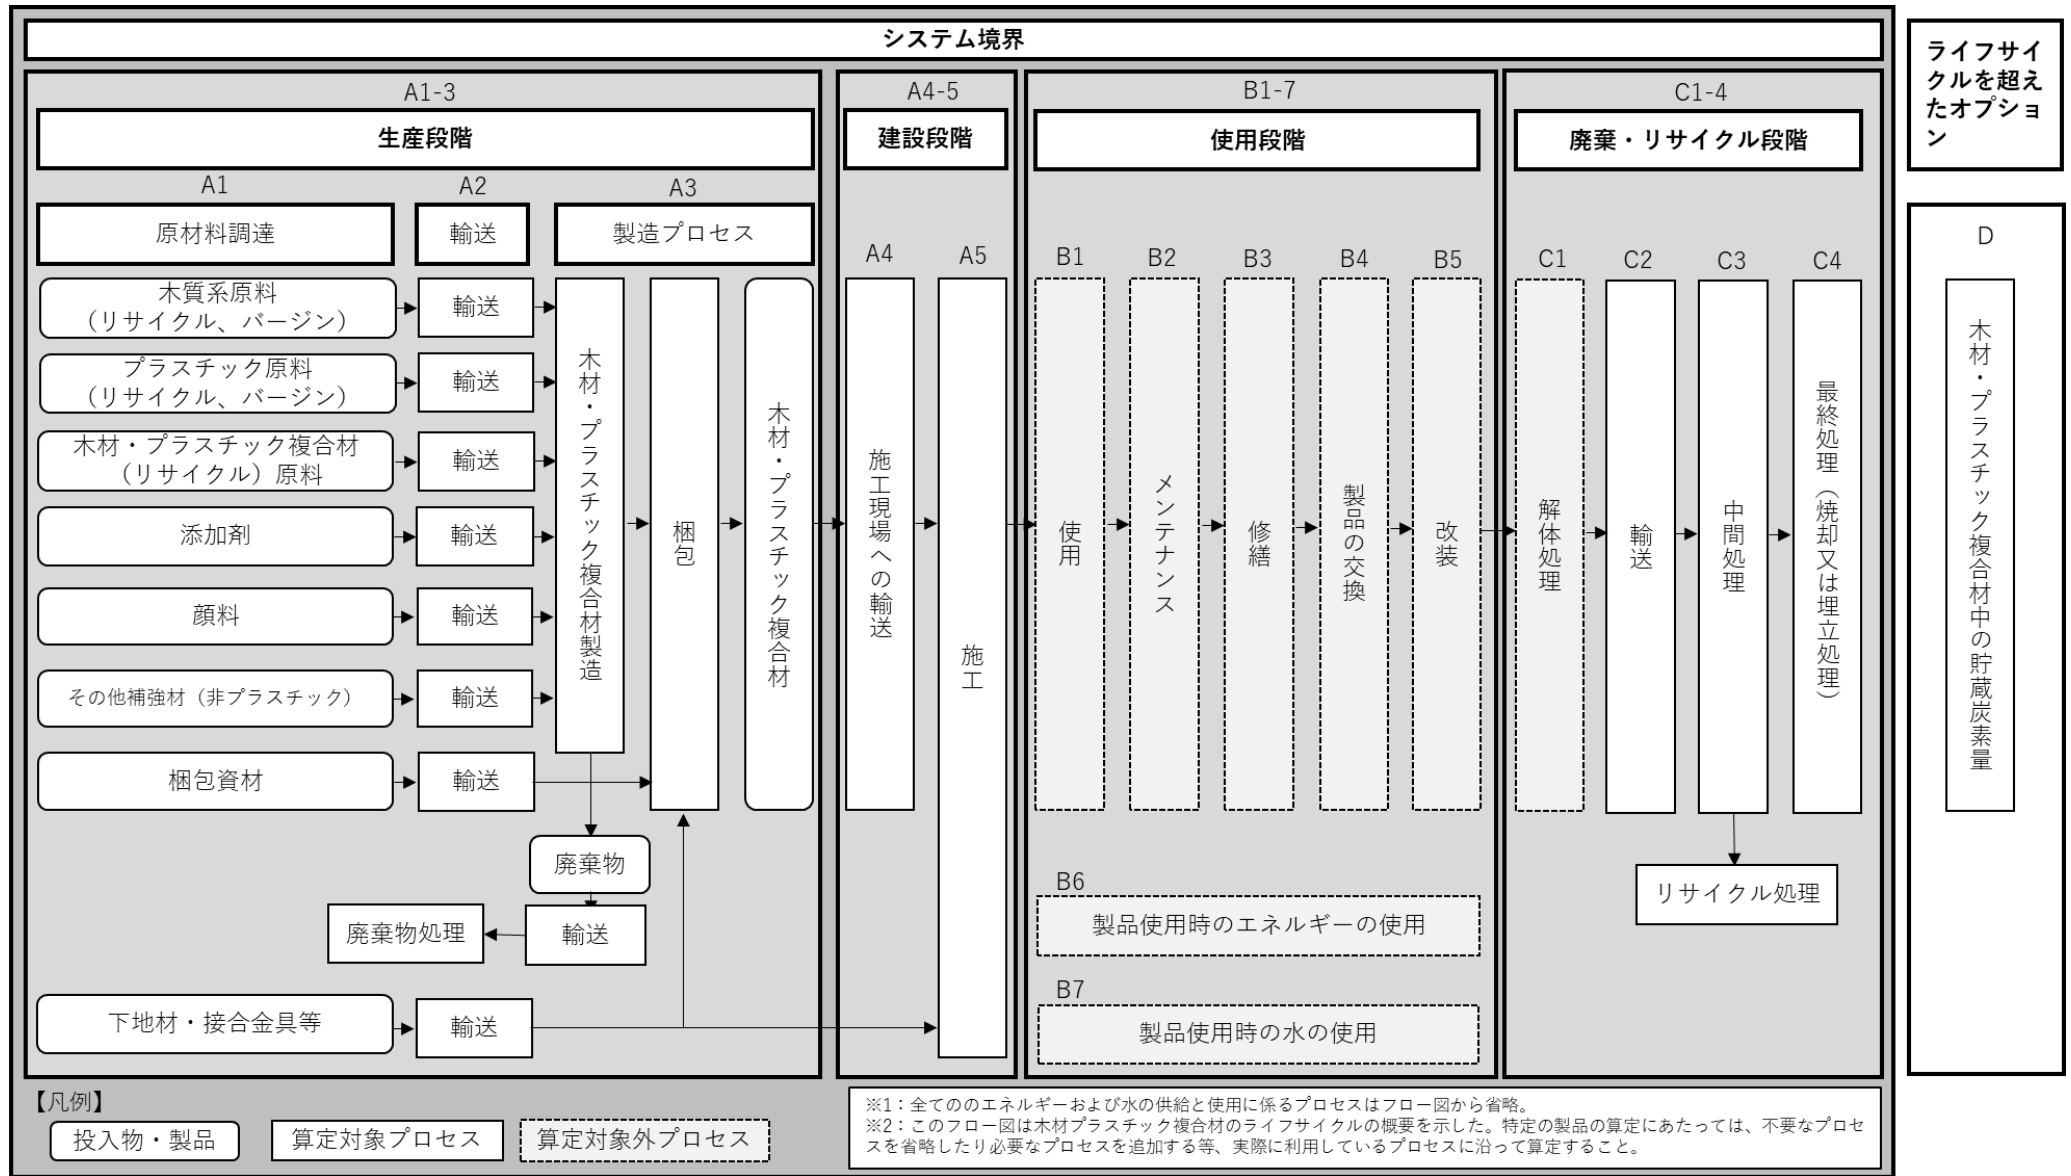 システム境界
ライフサイ
クルを超え
たオプショ
ン
A1-3
生産段階
A1
原材料調達
A2
輸送
A3
製造プロセス
木質系原料
（リサイクル、バージン）
輸送
プラスチック原料
（リサイクル、バージン）
輸送
木材・プラスチック複合材
（リサイクル）原料
輸送
添加剤
輸送
顔料
輸送
その他補強材（非プラスチック）
輸送
梱包資材
輸送
木材・プラスチック複合材製造
梱包
木材・プラスチック複合材
廃棄物
輸送
廃棄物処理
下地材・接合金具等
輸送
A4-5
建設段階
A4
施工現場への輸送
A5
施工
B1-7
使用段階
B1
使用
B2
メンテナンス
B3
修繕
B4
製品の交換
B5
改装
B6
製品使用時のエネルギーの使用
B7
製品使用時の水の使用
C1-4
廃棄・リサイクル段階
C1
解体処理
C2
輸送
C3
中間処理
C4
最終処理（焼却又は埋立処理）
リサイクル処理
D
木材・プラスチック複合材中の貯蔵炭素量
【凡例】
投入物・製品
算定対象プロセス
算定対象外プロセス
※1：全てののエネルギーおよび水の供給と使用に係るプロセスはフロー図から省略。
※2：このフロー図は木材プラスチック複合材のライフサイクルの概要を示した。特定の製品の算定にあたっては、不要なプロセ
スを省略したり必要なプロセスを追加する等、実際に利用しているプロセスに沿って算定すること。